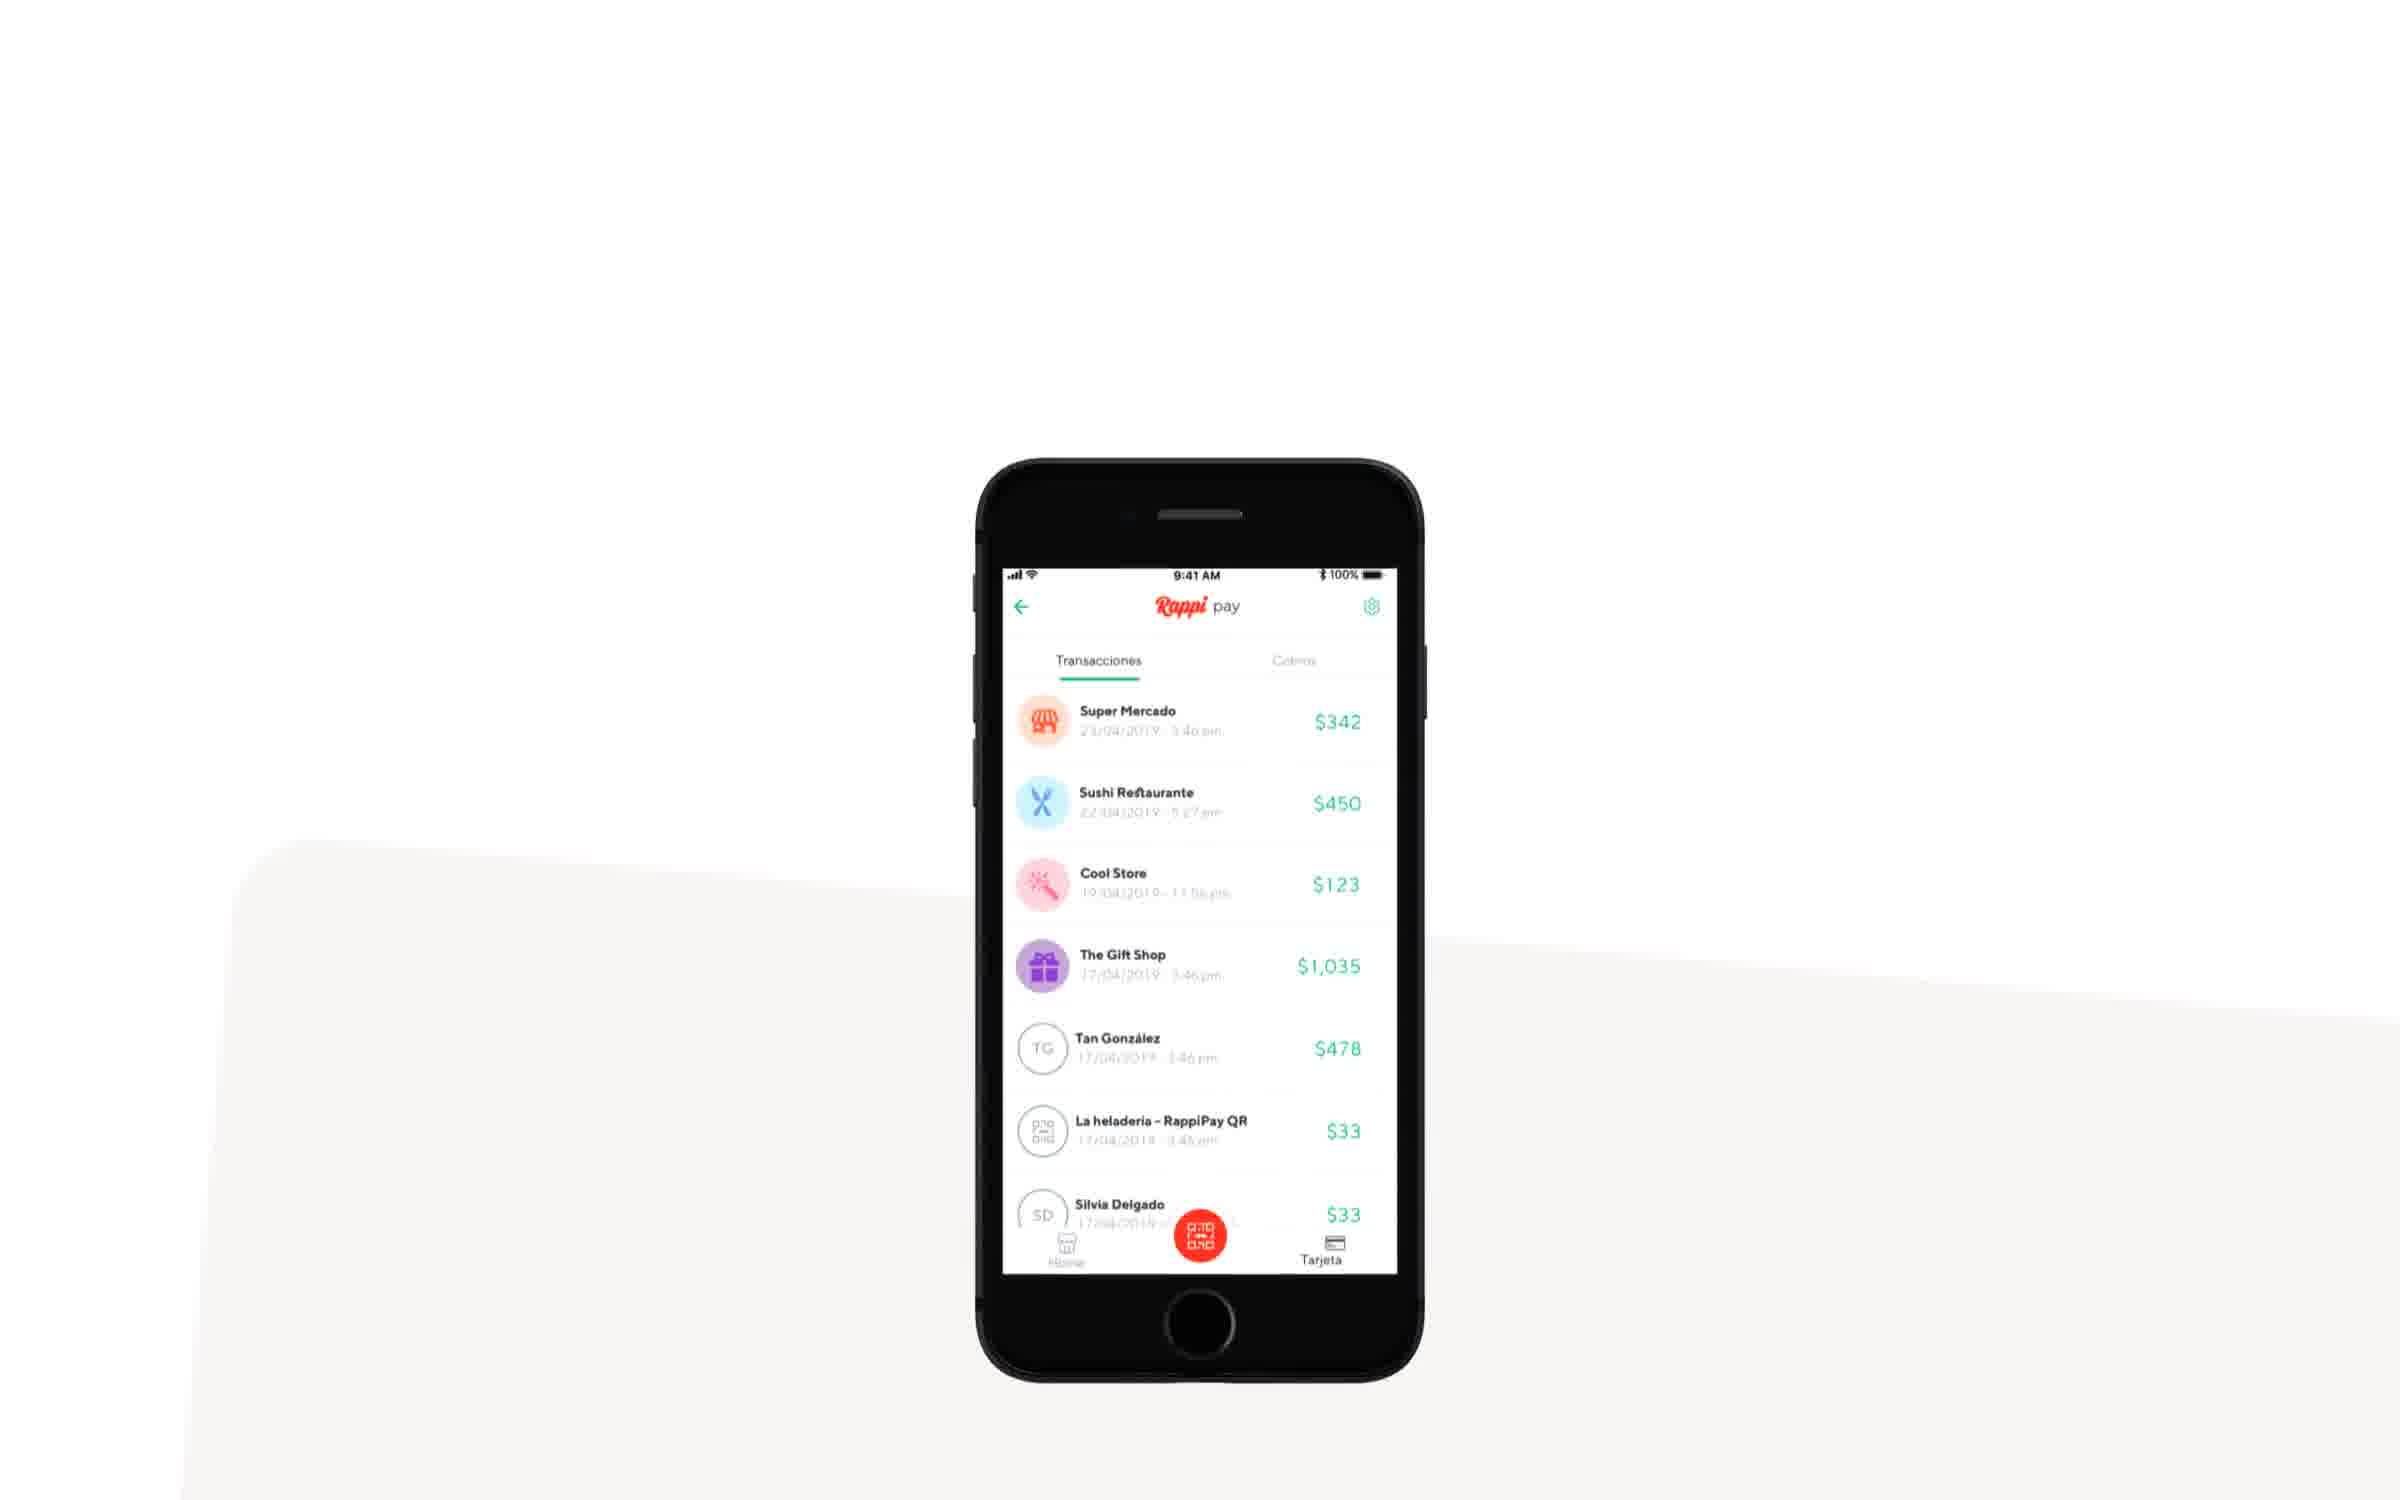 9:41 AM
100%
Rappi pay
Transacciones
Cobros
Super Mercado
23/04/2019 - 3:46 pm
$342
Sushi Restaurante
22/04/2019 - 5:27 pm
$450
Cool Store
19/04/2019 - 11:56 pm
$123
The Gift Shop
17/04/2019 - 3:46 pm
$1,035
TG
Tan González
17/04/2019 - 3:46 pm
$478
La heladería - RappiPay QR
17/04/2019 - 3:46 pm
$33
SD
Silvia Delgado
17/04/2019
$33
Home
Tarjeta